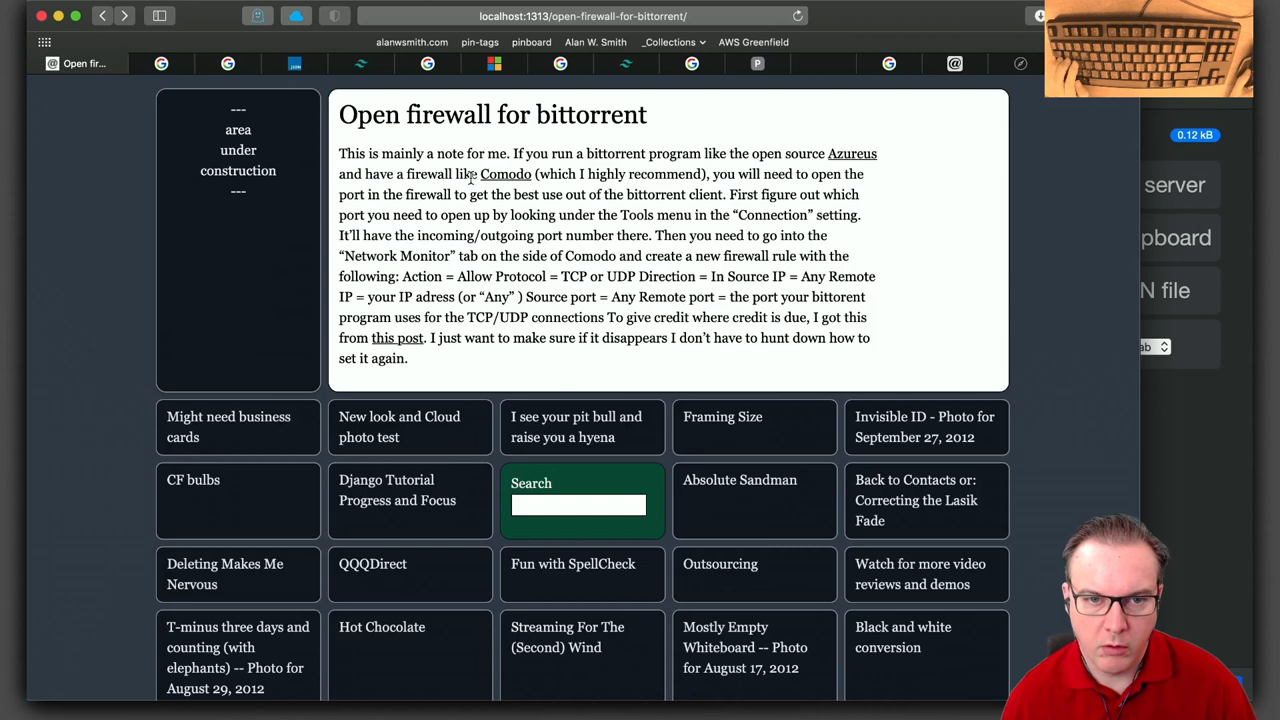 localhost:1313/open-firewall-for-bittorrent/
alanwsmith.com pin-tags pinboard Alan W. Smith _Collections AWS Greenfield
Open fir...
---
area
under
construction
---
Open firewall for bittorrent
This is mainly a note for me. If you run a bittorrent program like the open source Azureus
and have a firewall like Comodo (which I highly recommend), you will need to open the
port in the firewall to get the best use out of the bittorrent client. First figure out which
port you need to open up by looking under the Tools menu in the “Connection” setting.
It’ll have the incoming/outgoing port number there. Then you need to go into the
“Network Monitor” tab on the side of Comodo and create a new firewall rule with the
following: Action = Allow Protocol = TCP or UDP Direction = In Source IP = Any Remote
IP = your IP adress (or “Any” ) Source port = Any Remote port = the port your bittorent
program uses for the TCP/UDP connections To give credit where credit is due, I got this
from this post. I just want to make sure if it disappears I don’t have to hunt down how to
set it again.
0.12 kB
server
pboard
N file
ab
Might need business
cards
New look and Cloud
photo test
I see your pit bull and
raise you a hyena
Framing Size
Invisible ID - Photo for
September 27, 2012
CF bulbs
Django Tutorial
Progress and Focus
Search
Absolute Sandman
Back to Contacts or:
Correcting the Lasik
Fade
Deleting Makes Me
Nervous
QQQDirect
Fun with SpellCheck
Outsourcing
Watch for more video
reviews and demos
T-minus three days and
counting (with
elephants) -- Photo for
August 29, 2012
Hot Chocolate
Streaming For The
(Second) Wind
Mostly Empty
Whiteboard -- Photo
for August 17, 2012
Black and white
conversion